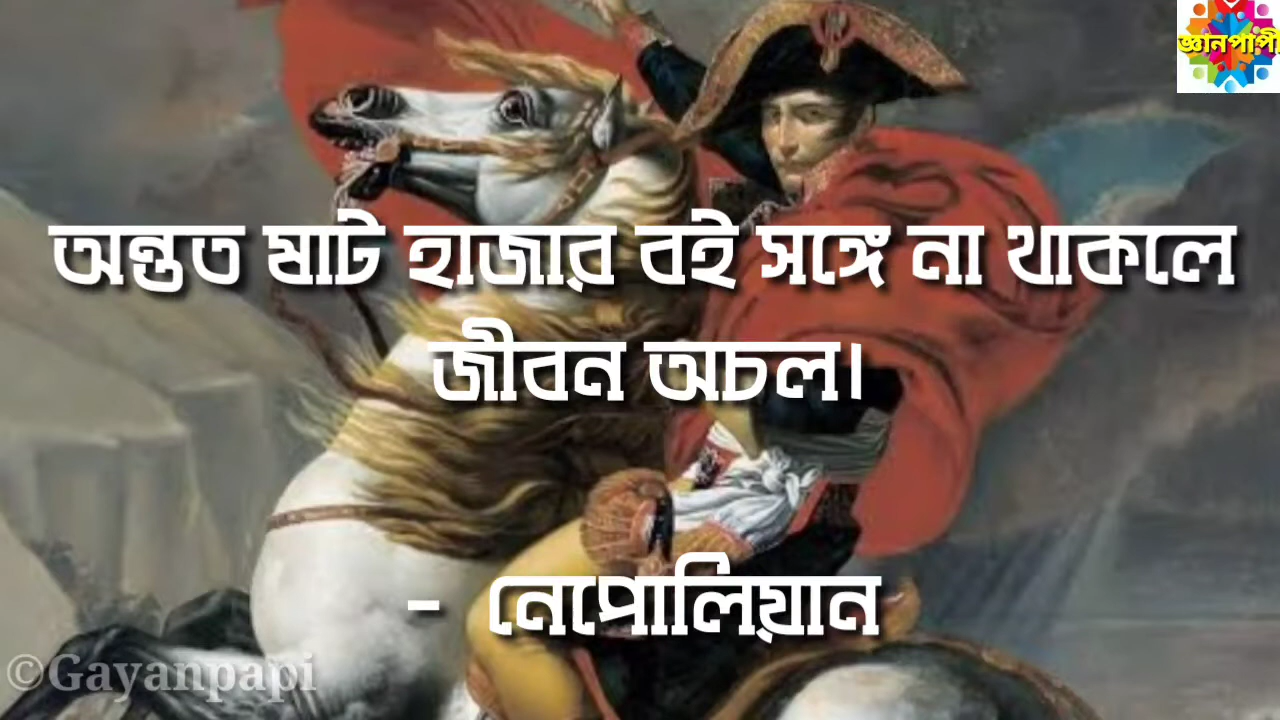 জ্ঞানপাপী
অন্তত ষাট হাজার বই সঙ্গে না থাকলে
জীবন অচল।
- নেপোলিয়ান
©Gayanpapi